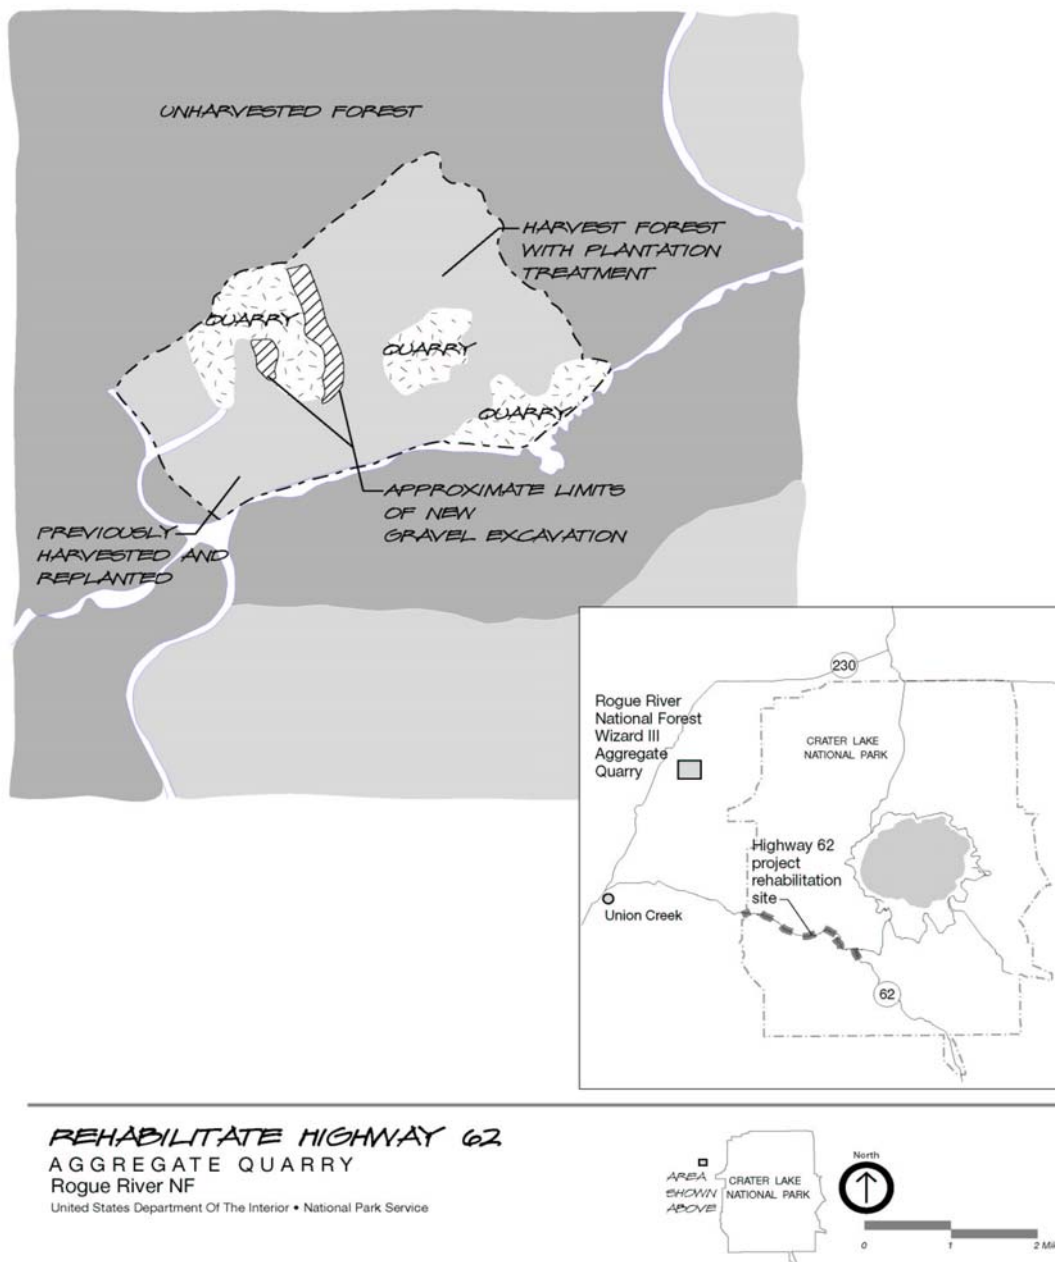 UNHARVESTED FOREST
HARVEST FOREST
WITH PLANTATION
TREATMENT
QUARRY
QUARRY
QUARRY
APPROXIMATE LIMITS
OF NEW
GRAVEL EXCAVATION
PREVIOUSLY
HARVESTED AND
REPLANTED
230
Rogue River
National Forest
Wizard III
Aggregate
Quarry
CRATER LAKE
NATIONAL PARK
Highway 62
project
rehabilitation
site
Union Creek
62
REHABILITATE HIGHWAY 62
AGGREGATE QUARRY
Rogue River NF
United States Department Of The Interior • National Park Service
AREA
SHOWN
ABOVE
CRATER LAKE
NATIONAL PARK
North
0 1 2 Mil